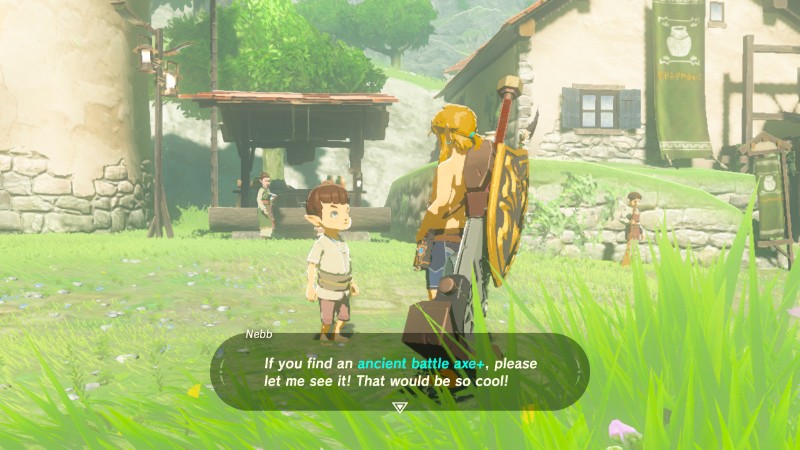 Nebb
If you find an ancient battle axe+, please
let me see it! That would be so cool!